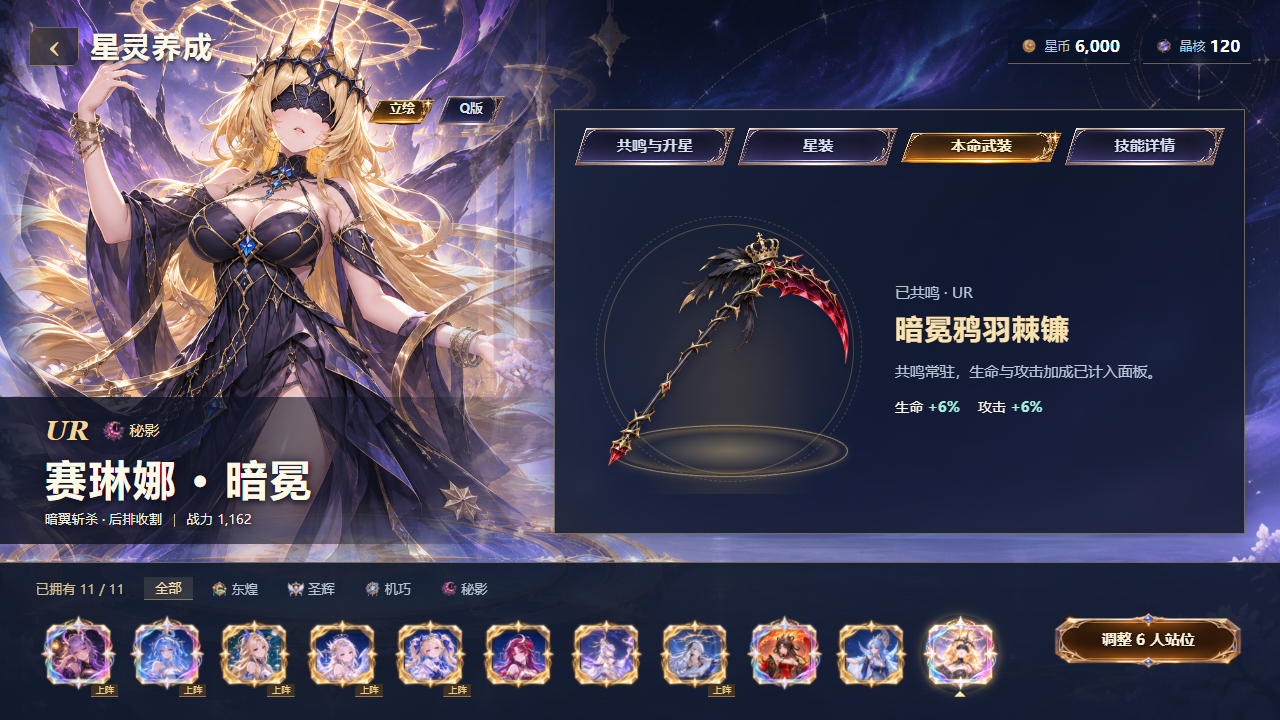 星灵养成
星币 6,000
晶核 120
立绘
Q版
共鸣与升星
星装
本命武装
技能详情
已共鸣 · UR
暗冕鸦羽棘镰
共鸣常驻，生命与攻击加成已计入面板。
生命 +6% 攻击 +6%
UR 秘影
赛琳娜·暗冕
暗翼斩杀 · 后排收割 | 战力 1,162
已拥有 11 / 11
全部
东煌
圣辉
机巧
秘影
上阵
上阵
上阵
上阵
上阵
上阵
调整 6 人站位